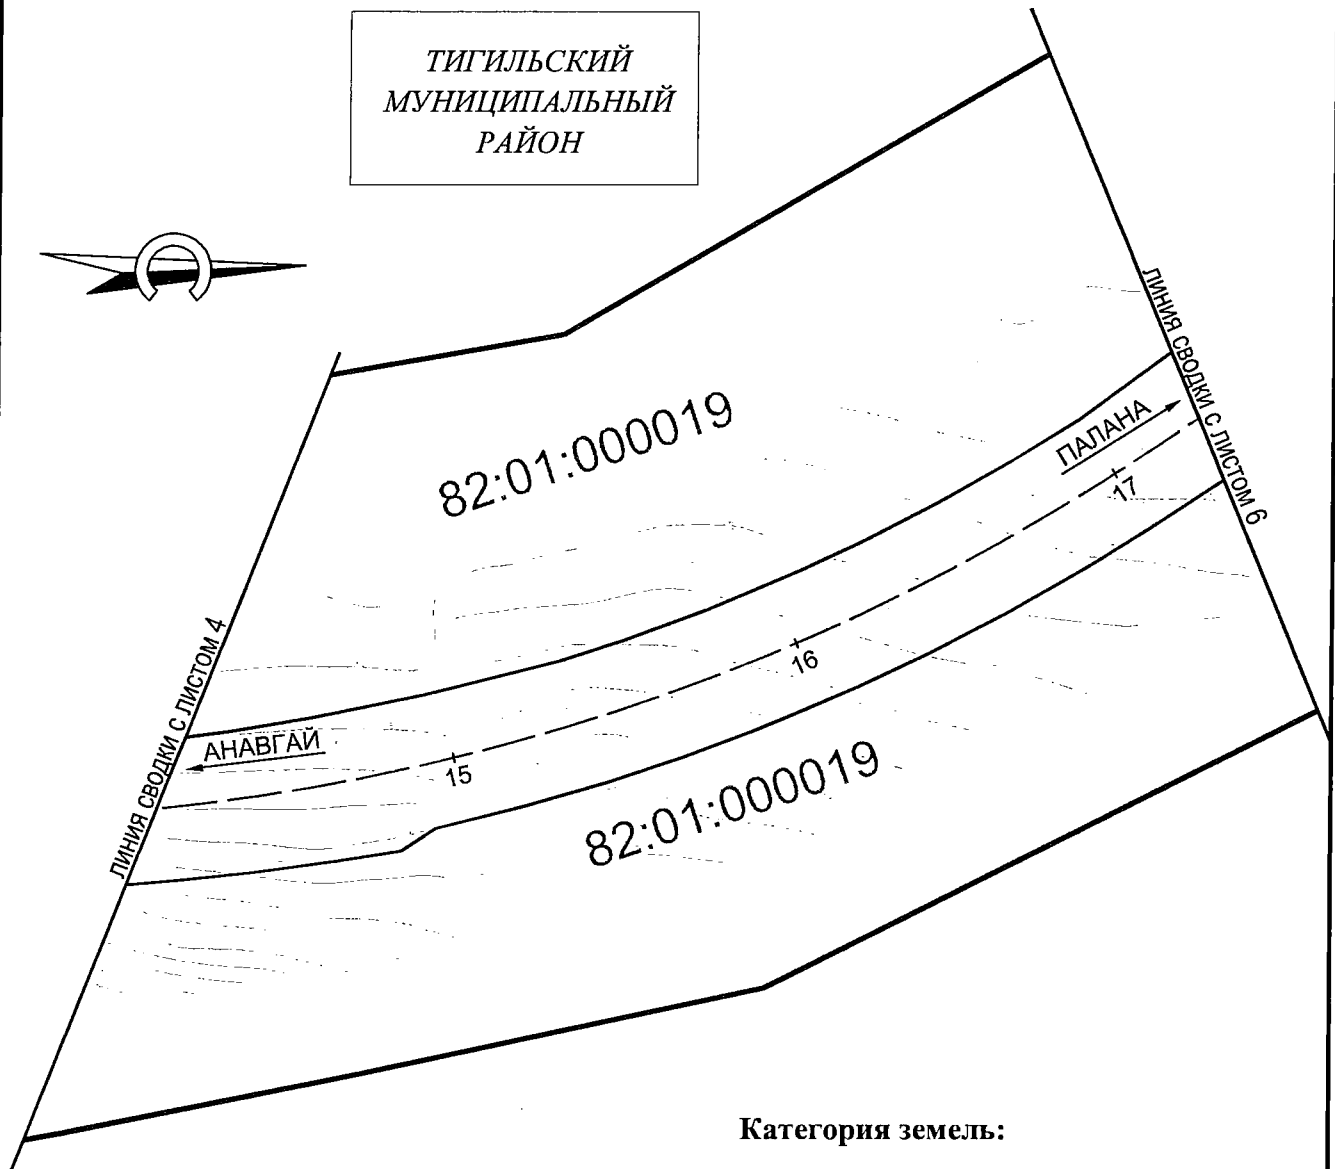 ТИГИЛЬСКИЙ
МУНИЦИПАЛЬНЫЙ
РАЙОН
82:01:000019
ЛИНИЯ СВОДКИ С ЛИСТОМ 6
ПАЛАНА
17
16
ЛИНИЯ СВОДКИ С ЛИСТОМ 4
АНАВГАЙ
15
82:01:000019
Категория земель: